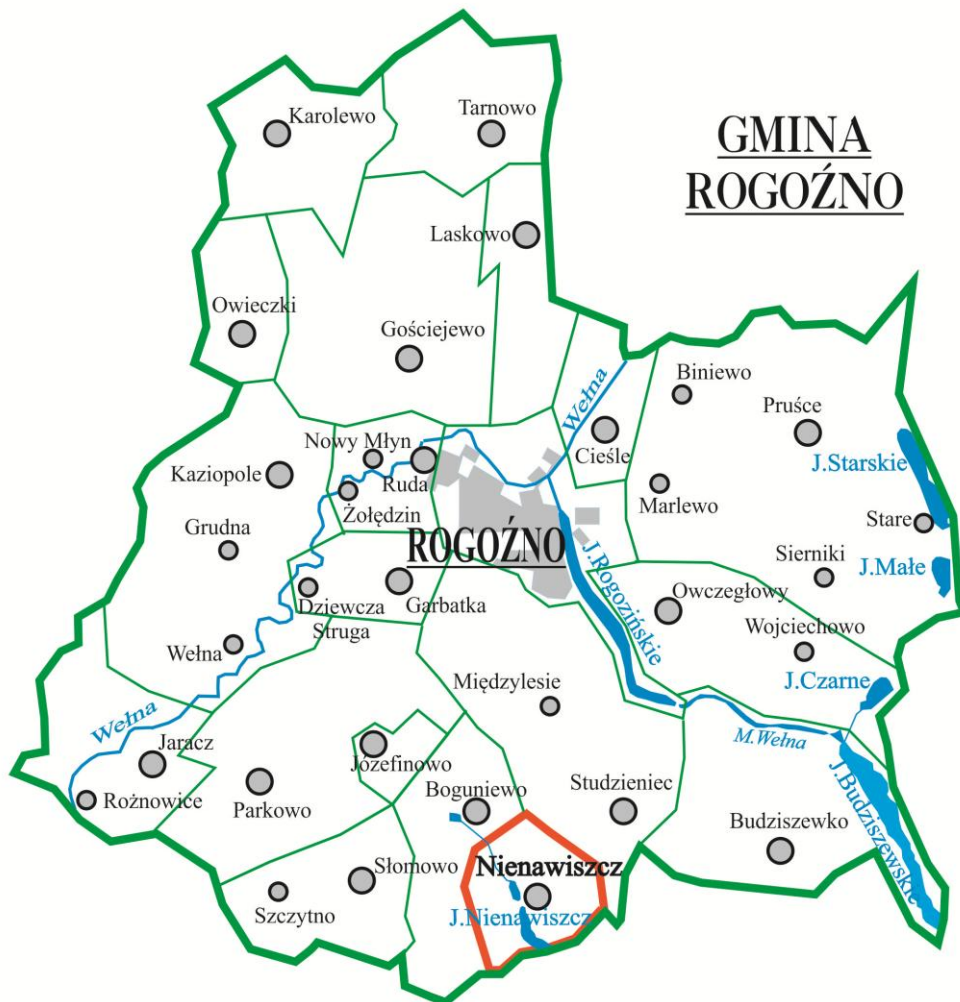 Karolewo
Tarnowo
GMINA
ROGOŹNO
Laskowo
Owieczki
Gościejewo
Wełna
Biniewo
Pruśce
Cieśle
J.Starskie
Nowy Młyn
Kaziopole
Ruda
Żołędzin
Marlewo
Stare
Grudna
ROGOŹNO
J.Rogozińskie
Sierniki
J.Małe
Dziewcza
Struga
Garbatka
Owczegłowy
Wojciechowo
Wełna
J.Czarne
Międzylesie
Wełna
M.Wełna
Jaracz
Józefinowo
J.Budziszewskie
Rożnowice
Parkowo
Boguniewo
Studzieniec
Budziszewko
Słomowo
Nienawiszcz
Szczytno
J.Nienawiszcz